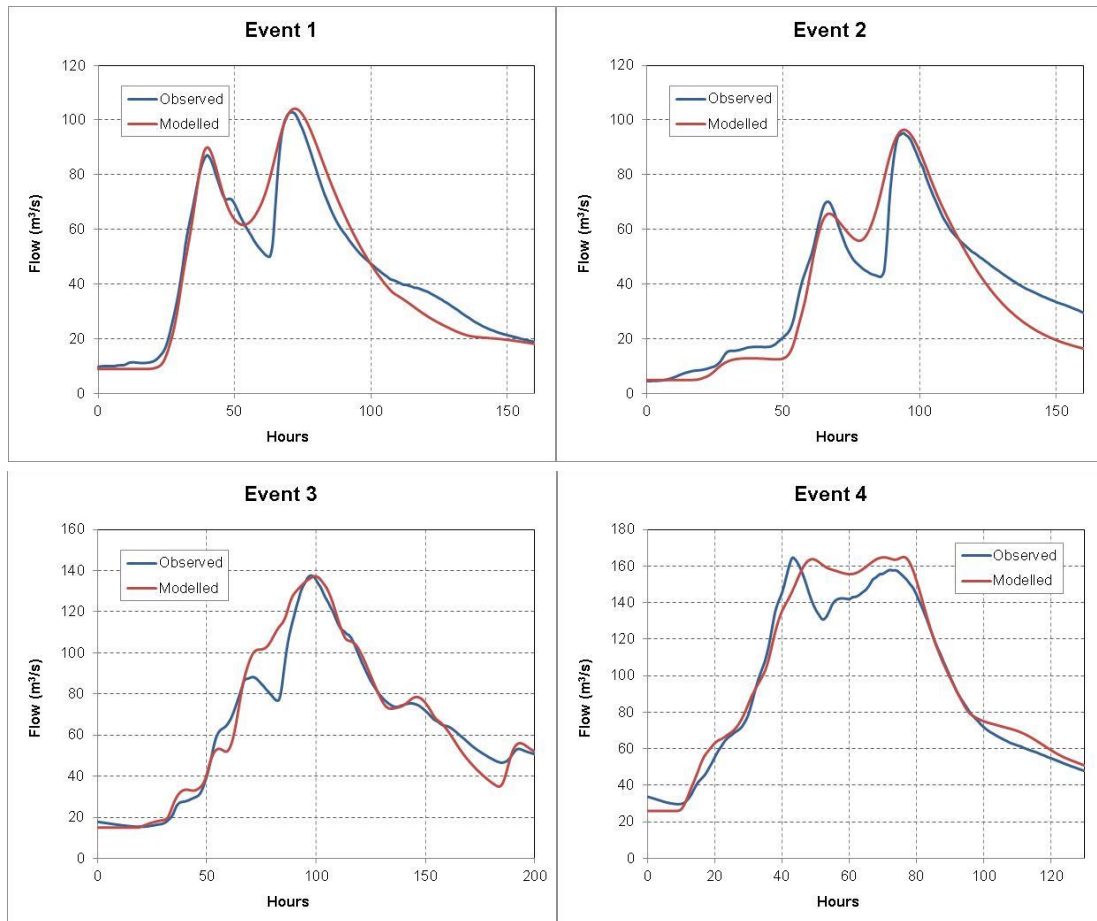 Event 1
120
100
80
60
40
20
0
0 50 100 150
Flow (m³/s)
Hours
Observed
Modelled
Event 2
120
100
80
60
40
20
0
0 50 100 150
Flow (m³/s)
Hours
Observed
Modelled
Event 3
160
140
120
100
80
60
40
20
0
0 50 100 150 200
Flow (m³/s)
Hours
Observed
Modelled
Event 4
180
160
140
120
100
80
60
40
20
0
0 20 40 60 80 100 120
Flow (m³/s)
Hours
Observed
Modelled